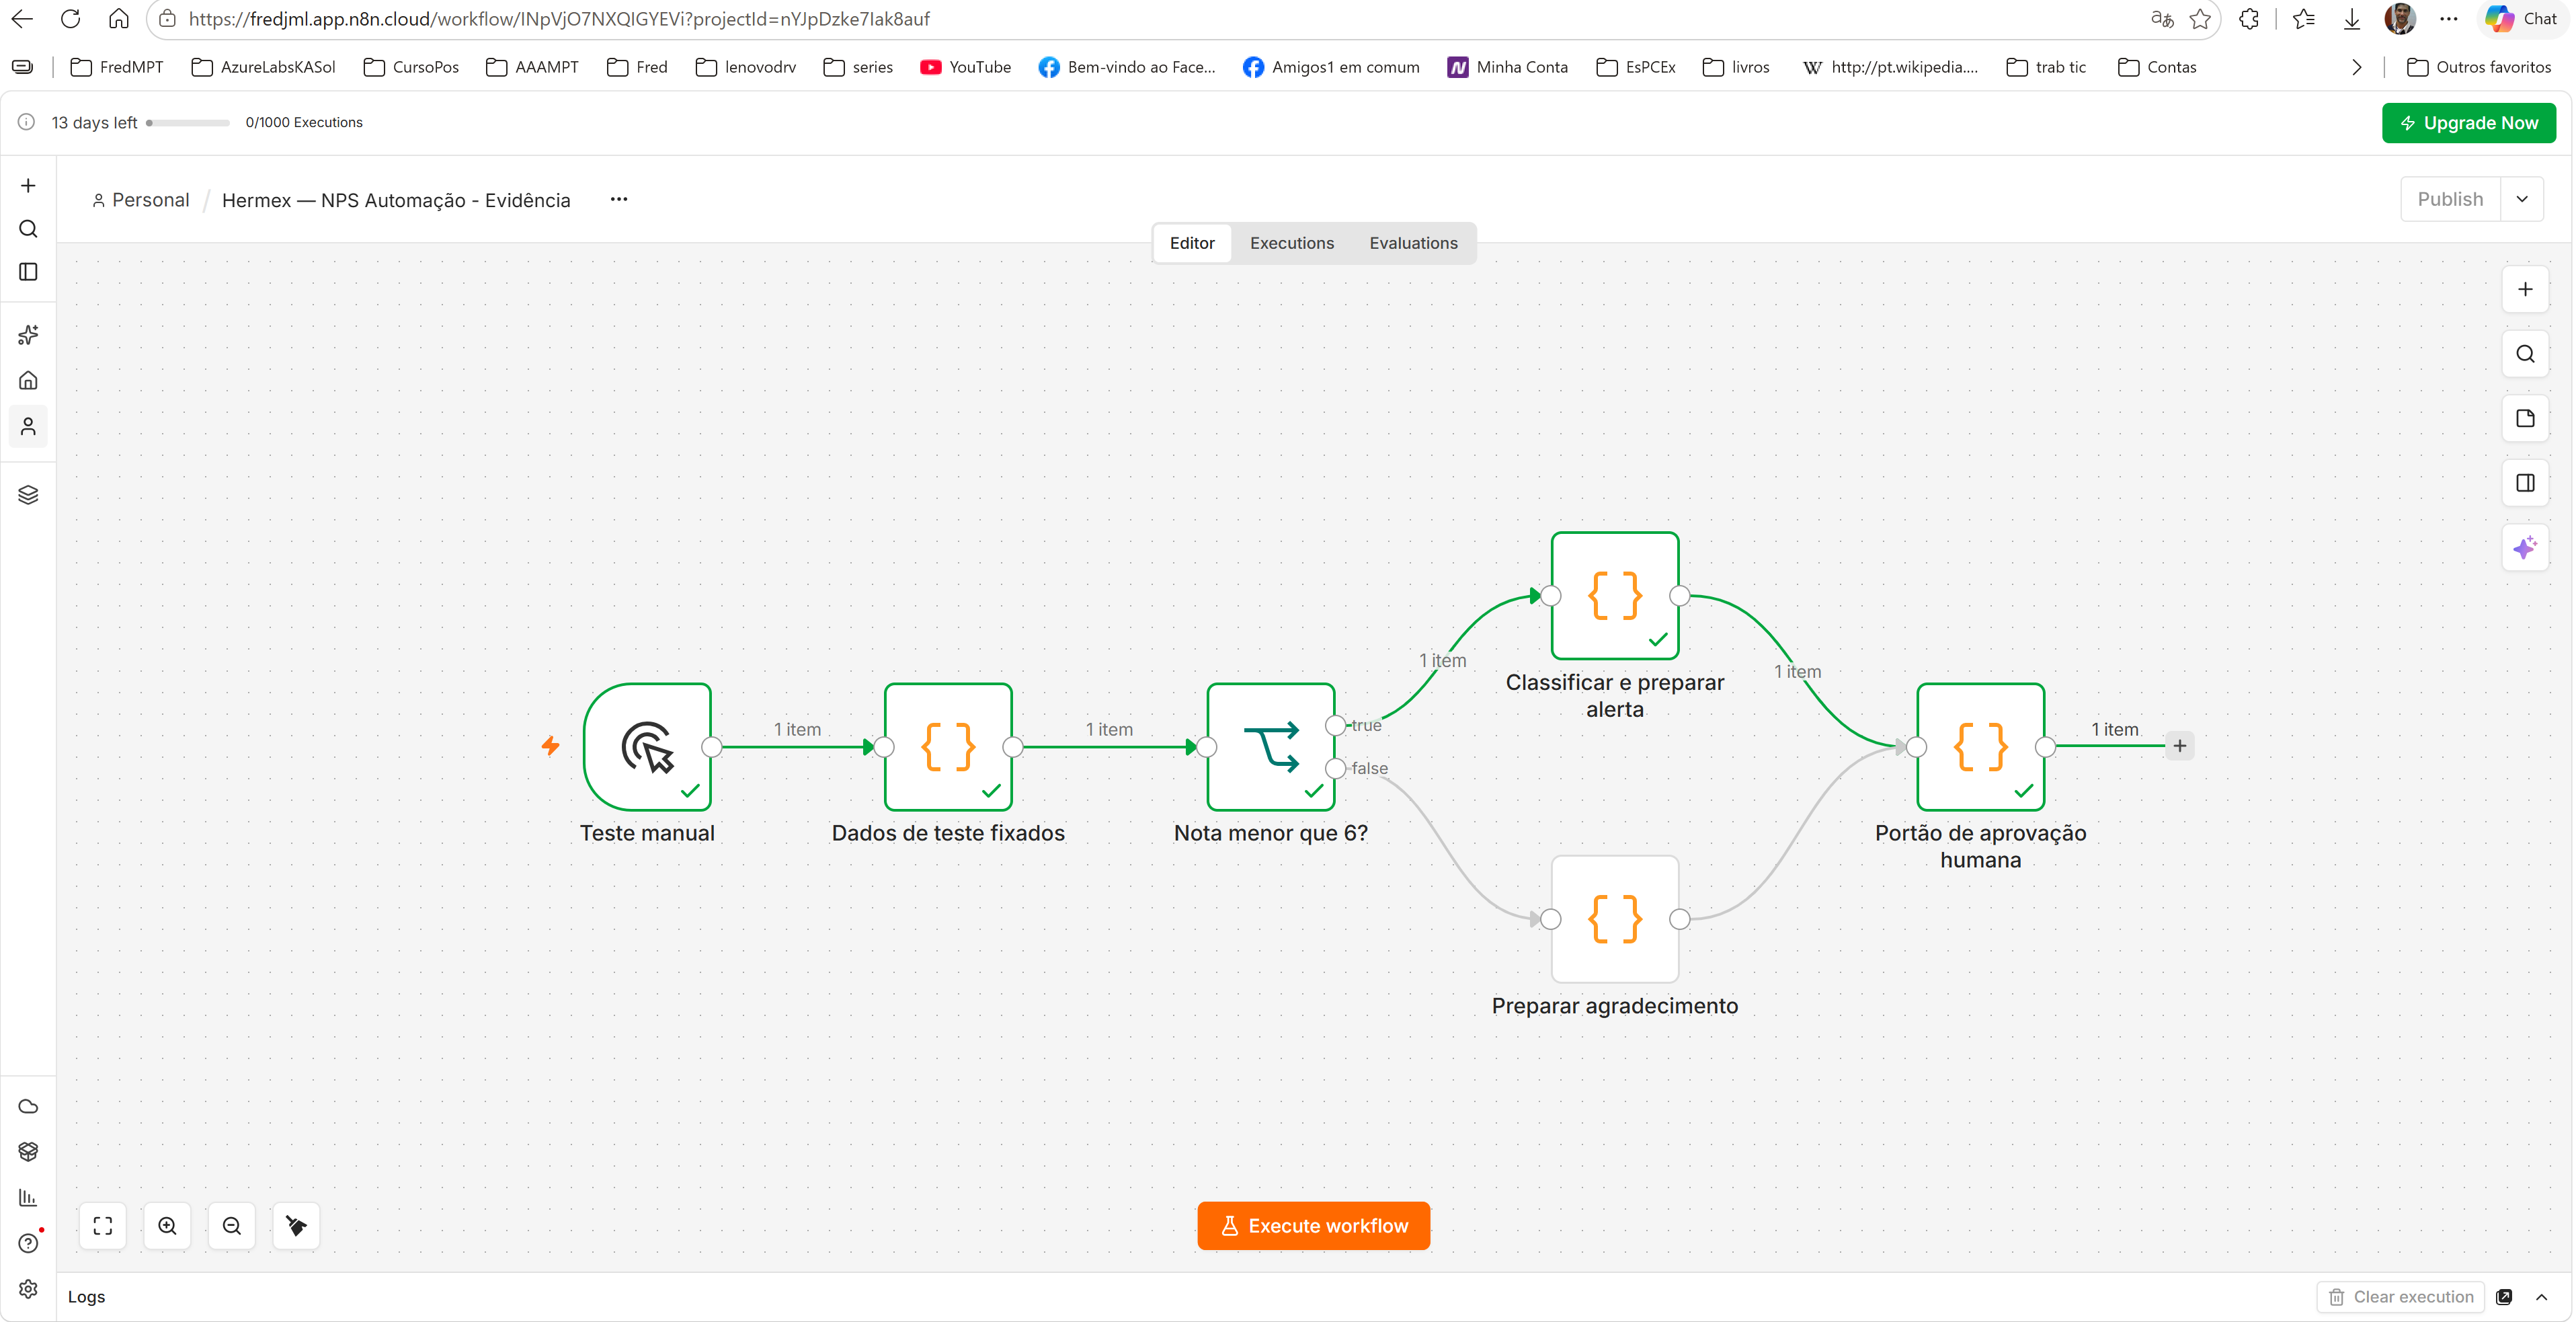 https://fredjml.app.n8n.cloud/workflow/INpVjO7NXQIGYEVi?projectId=nYJpDzke7Iak8auf
Chat
FredMPT
AzureLabsKASol
CursoPos
AAAMPT
Fred
lenovodrv
series
YouTube
Bem-vindo ao Face...
Amigos1 em comum
Minha Conta
EsPCEx
livros
http://pt.wikipedia....
trab tic
Contas
Outros favoritos
13 days left
0/1000 Executions
Upgrade Now
Personal / Hermex — NPS Automação - Evidência
Publish
Editor
Executions
Evaluations
1 item
Classificar e preparar
alerta
1 item
1 item
1 item
true
false
1 item
Teste manual
Dados de teste fixados
Nota menor que 6?
Portão de aprovação
humana
Preparar agradecimento
Execute workflow
Logs
Clear execution